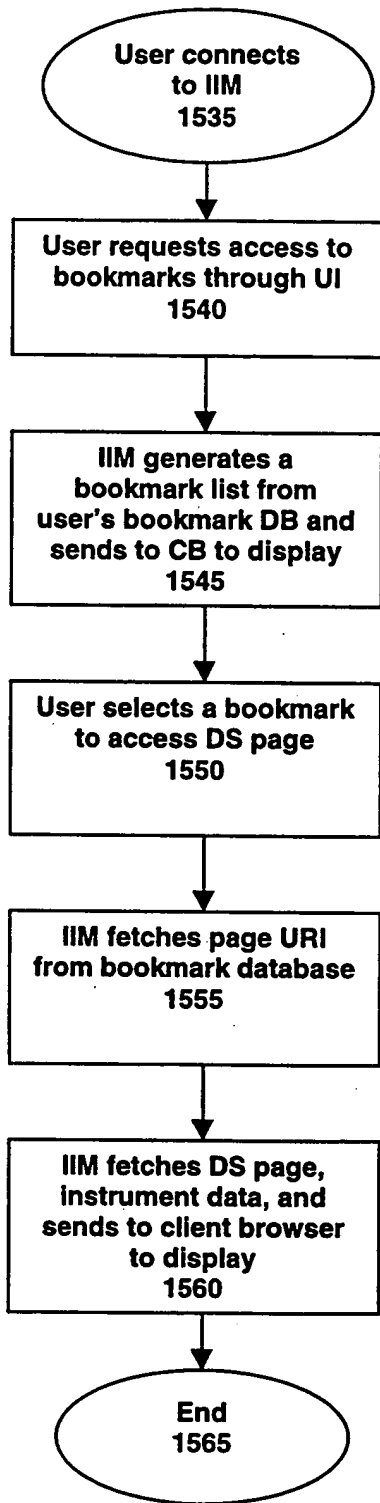 User connects
to IIM
1535
User requests access to
bookmarks through UI
1540
IIM generates a
bookmark list from
user's bookmark DB and
sends to CB to display
1545
User selects a bookmark
to access DS page
1550
IIM fetches page URI
from bookmark database
1555
IIM fetches DS page,
instrument data, and
sends to client browser
to display
1560
End
1565